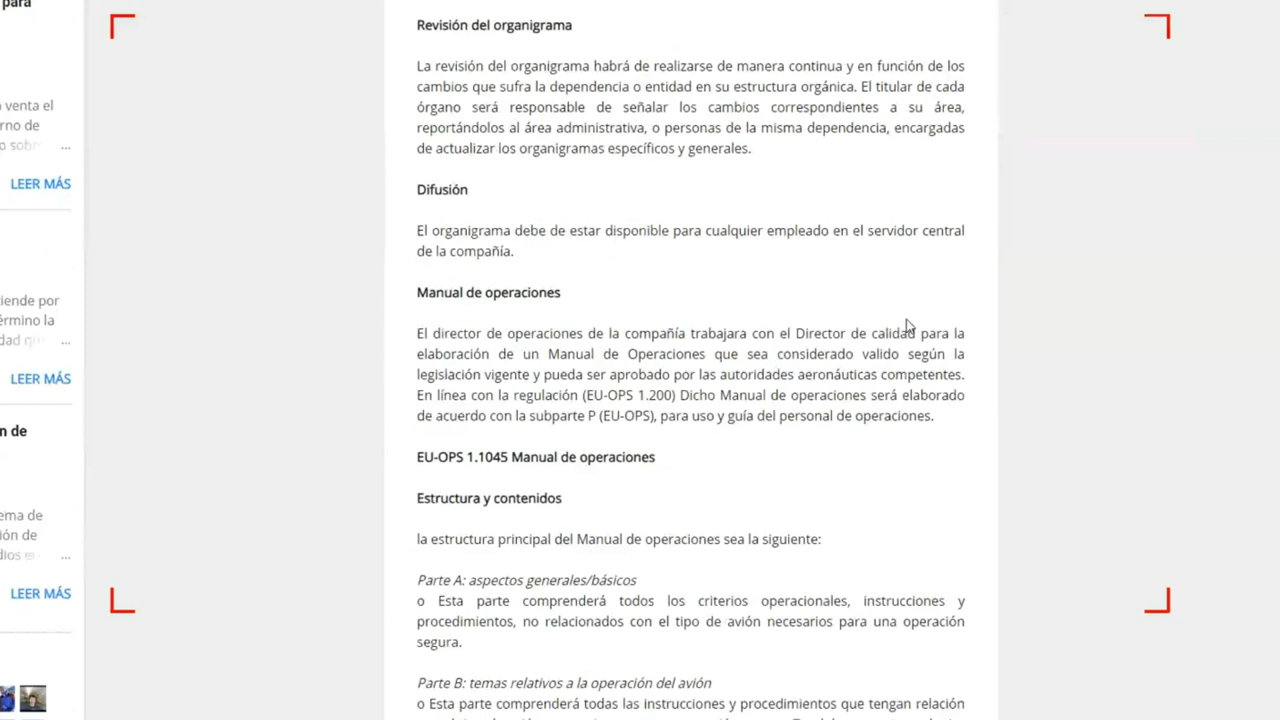 para
Revisión del organigrama
La revisión del organigrama habrá de realizarse de manera continua y en función de los
cambios que sufra la dependencia o entidad en su estructura orgánica. El titular de cada
órgano será responsable de señalar los cambios correspondientes a su área,
reportándolos al área administrativa, o personas de la misma dependencia, encargadas
de actualizar los organigramas específicos y generales.
Difusión
El organigrama debe de estar disponible para cualquier empleado en el servidor central
de la compañía.
Manual de operaciones
El director de operaciones de la compañía trabajara con el Director de calidad para la
elaboración de un Manual de Operaciones que sea considerado valido según la
legislación vigente y pueda ser aprobado por las autoridades aeronáuticas competentes.
En línea con la regulación (EU-OPS 1.200) Dicho Manual de operaciones será elaborado
de acuerdo con la subparte P (EU-OPS), para uso y guía del personal de operaciones.
EU-OPS 1.1045 Manual de operaciones
Estructura y contenidos
la estructura principal del Manual de operaciones sea la siguiente:
Parte A: aspectos generales/básicos
o Esta parte comprenderá todos los criterios operacionales, instrucciones y
procedimientos, no relacionados con el tipo de avión necesarios para una operación
segura.
Parte B: temas relativos a la operación del avión
o Esta parte comprenderá todas las instrucciones y procedimientos que tengan relación
a venta el
rno de
o sobr ...
LEER MÁS
tiende por
érmino la
dad qu ...
LEER MÁS
n de
ema de
ión de
dios e ...
LEER MÁS